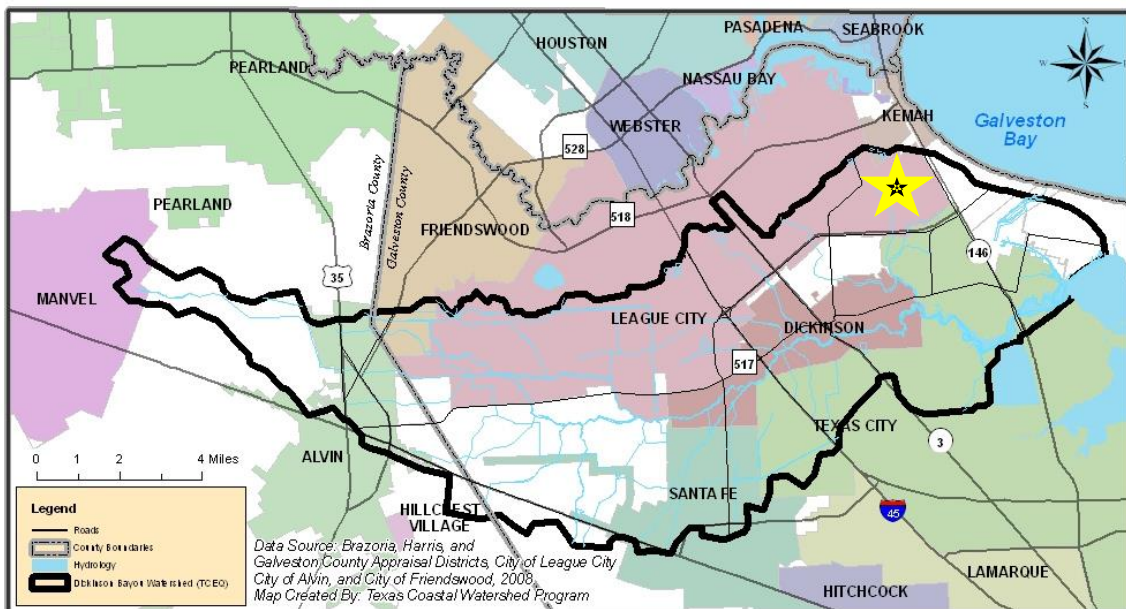 PASADENA
SEABROOK
HOUSTON
N
W
E
S
PEARLAND
NASSAU BAY
KEMAH
Galveston
Bay
WEBSTER
528
Brazoria County
Galveston County
518
PEARLAND
FRIENDSWOOD
146
35
MANVEL
LEAGUE CITY
DICKINSON
517
TEXAS CITY
3
0 1 2 4 Miles
ALVIN
SANTA FE
45
HILLCREST
VILLAGE
Legend
Roads
County Boundaries
Hydrology
Dickinson Bayou Watershed (TCEQ)
Data Source: Brazoria, Harris, and
Galveston County Appraisal Districts, City of League City
City of Alvin, and City of Friendswood, 2008
Map Created By: Texas Coastal Watershed Program
LAMARQUE
HITCHCOCK